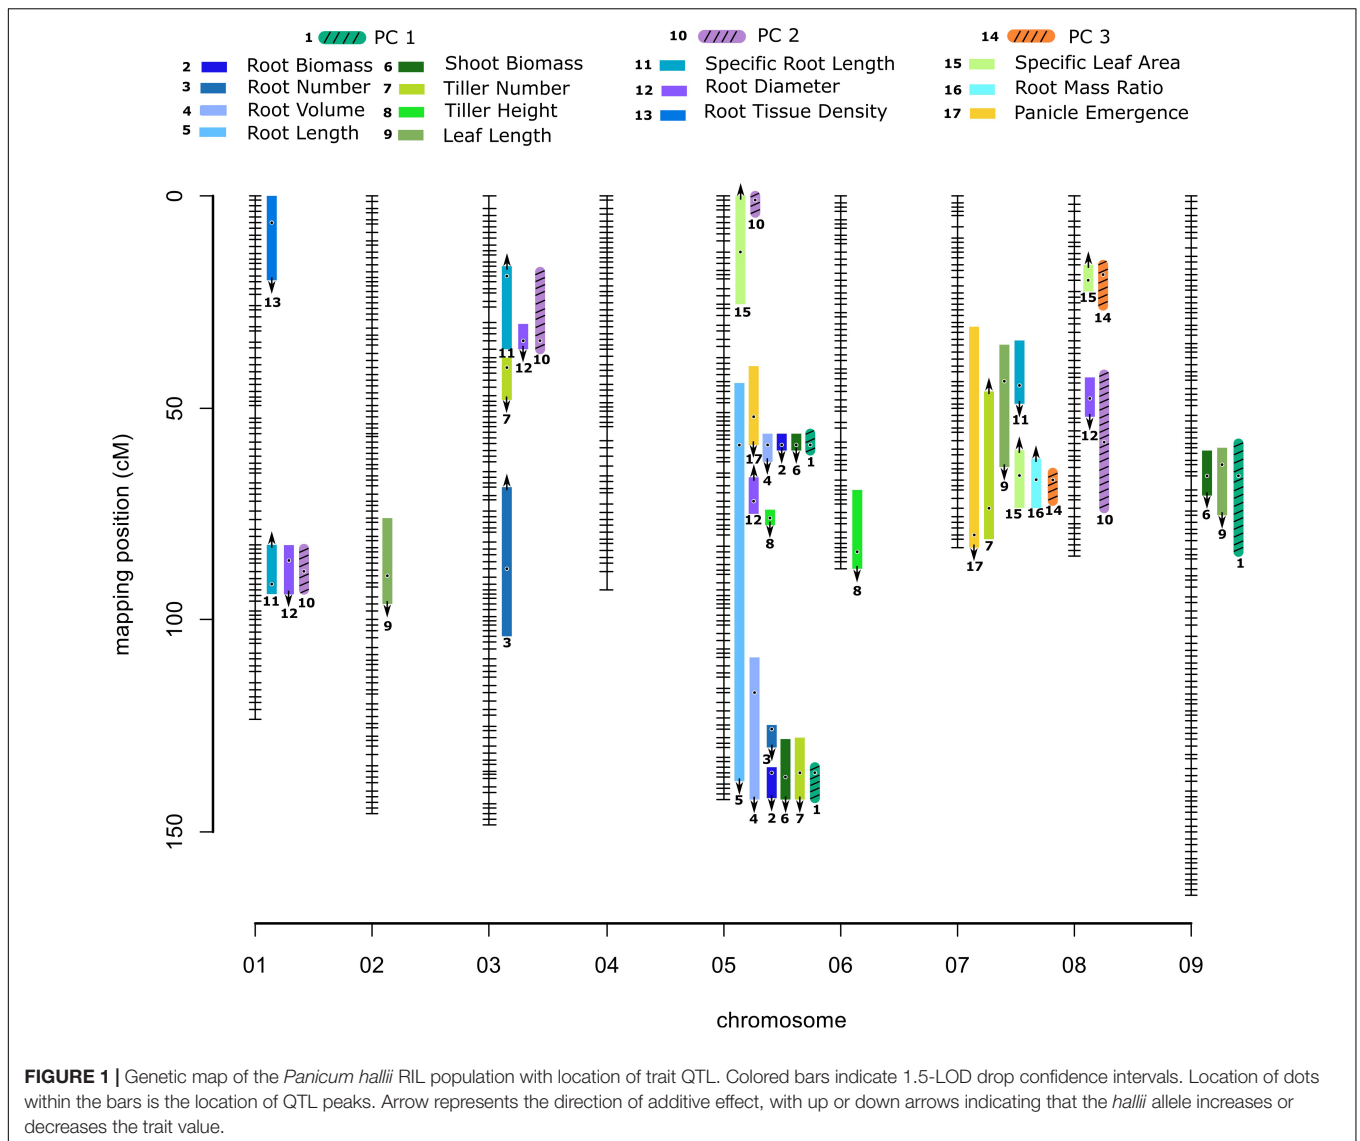 1 PC 1
10 PC 2
14 PC 3
2 Root Biomass 6 Shoot Biomass
11 Specific Root Length
15 Specific Leaf Area
3 Root Number 7 Tiller Number
12 Root Diameter
16 Root Mass Ratio
4 Root Volume 8 Tiller Height
13 Root Tissue Density
17 Panicle Emergence
5 Root Length 9 Leaf Length
mapping position (cM)
0
50
100
150
13
11 12 10
9
11 12 10
7
3
10
15
17 4 2 6 1
12
8
3
5 4 2 6 7 1
8
11
9
15 16 14
7
17
15
14
12
10
6
9
1
01 02 03 04 05 06 07 08 09
chromosome
FIGURE 1 | Genetic map of the Panicum hallii RIL population with location of trait QTL. Colored bars indicate 1.5-LOD drop confidence intervals. Location of dots
within the bars is the location of QTL peaks. Arrow represents the direction of additive effect, with up or down arrows indicating that the hallii allele increases or
decreases the trait value.